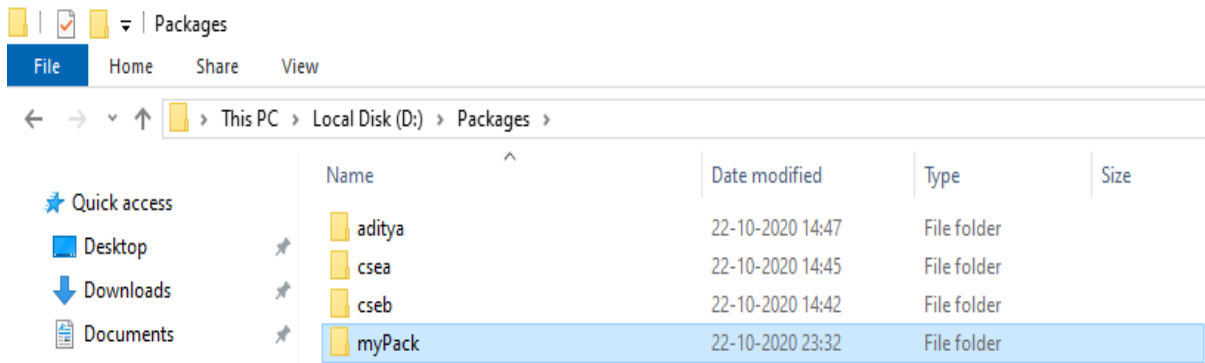 Packages
File Home Share View
This PC > Local Disk (D:) > Packages >
Name Date modified Type Size
Quick access
Desktop
Downloads
Documents
aditya 22-10-2020 14:47 File folder
csea 22-10-2020 14:45 File folder
cseb 22-10-2020 14:42 File folder
myPack 22-10-2020 23:32 File folder